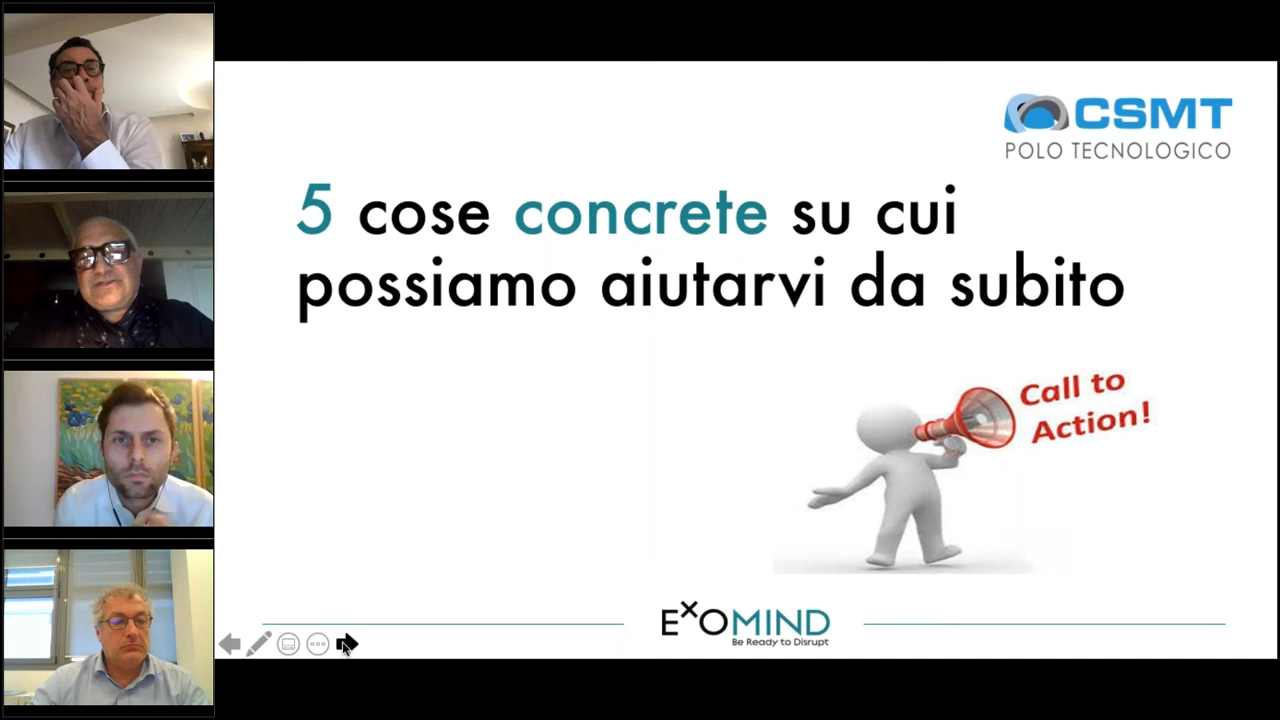 CSMT
POLO TECNOLOGICO
5 cose concrete su cui
possiamo aiutarvi da subito
Call to
Action!
EXOMIND
Be Ready to Disrupt